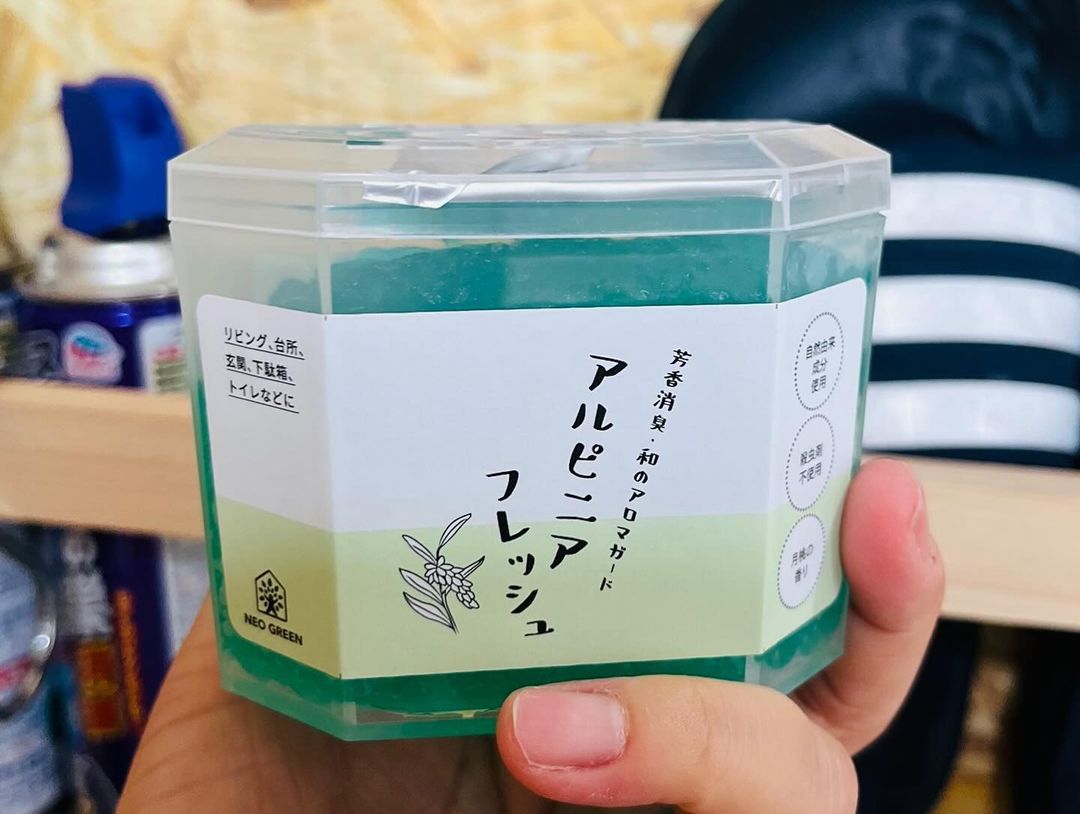 リビング、台所、
玄関、下駄箱、
トイレなどに
芳香消臭・和のアロマガード
アルピニア
フレッシュ
自然由来
成分
使用
殺虫剤
不使用
月桃の
香り
NEO GREEN